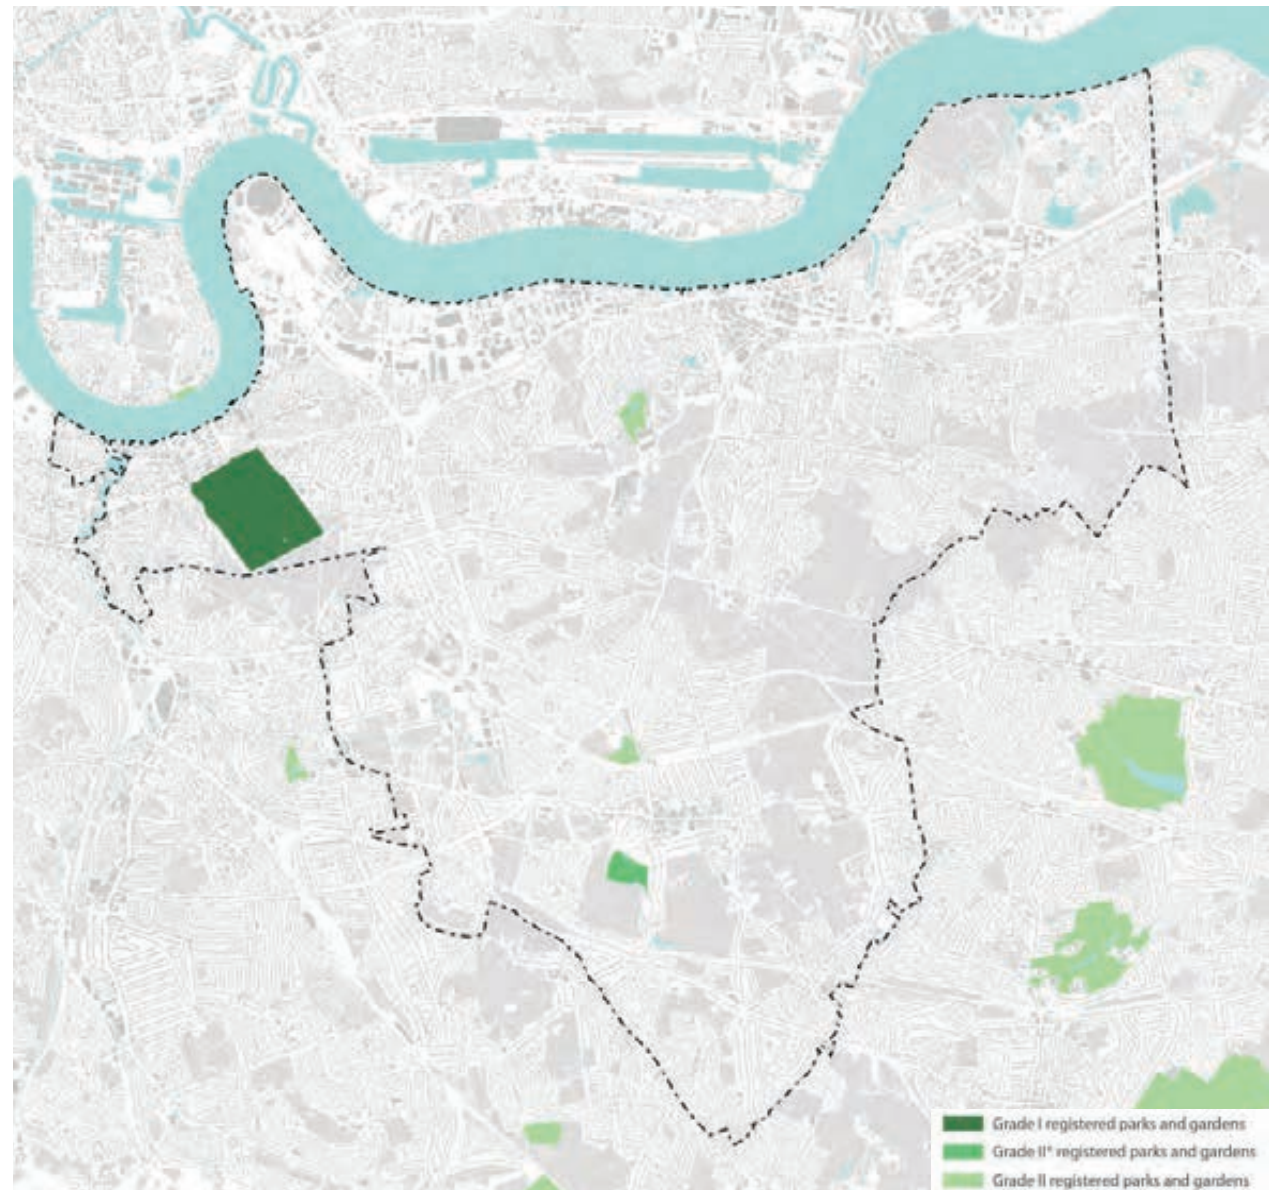 Grade I registered parks and gardens
Grade II* registered parks and gardens
Grade II registered parks and gardens